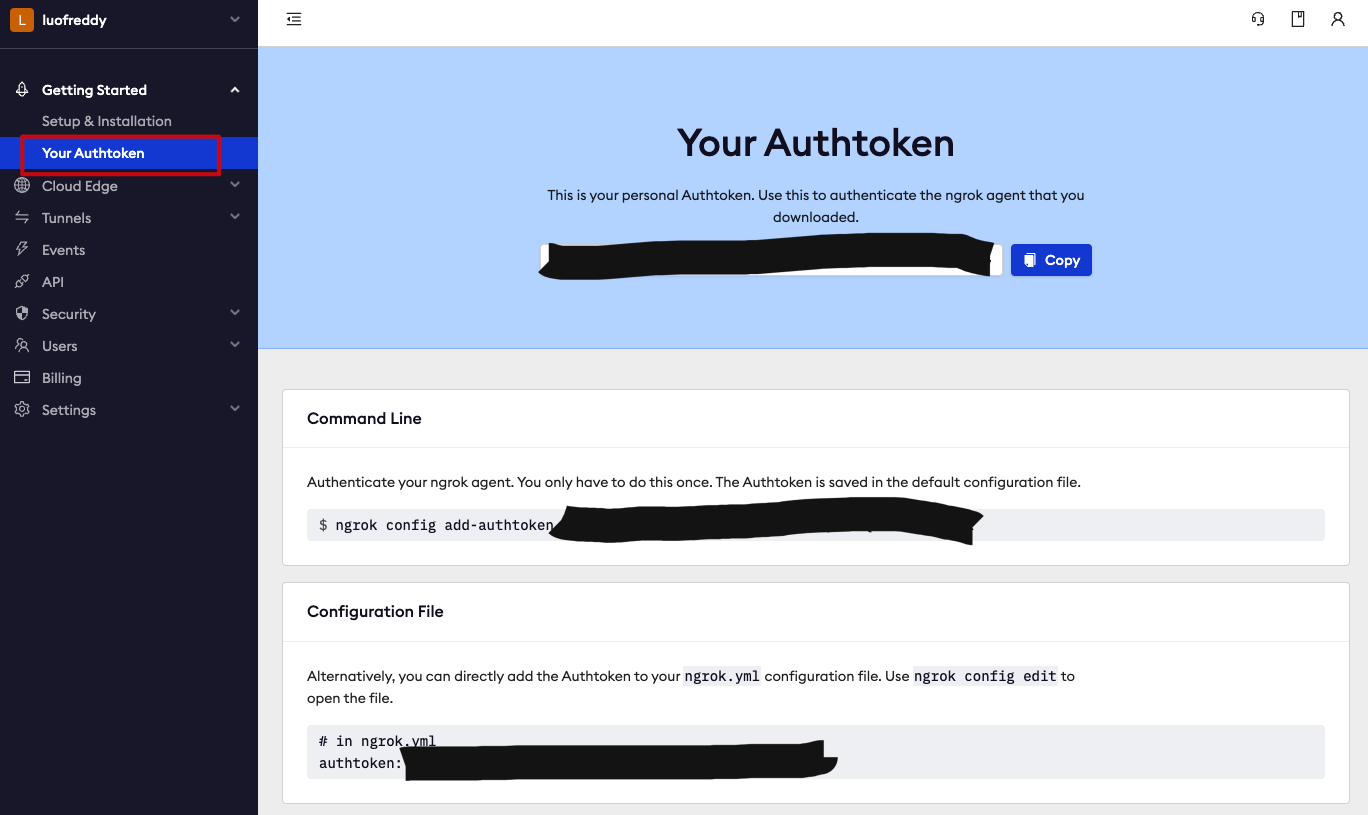 L luofreddy
Getting Started
Setup & Installation
Your Authtoken
Cloud Edge
Tunnels
Events
API
Security
Users
Billing
Settings
Your Authtoken
This is your personal Authtoken. Use this to authenticate the ngrok agent that you
downloaded.
Copy
Command Line
Authenticate your ngrok agent. You only have to do this once. The Authtoken is saved in the default configuration file.
$ ngrok config add-authtoken
Configuration File
Alternatively, you can directly add the Authtoken to your ngrok.yml configuration file. Use ngrok config edit to
open the file.
# in ngrok.yml
authtoken: